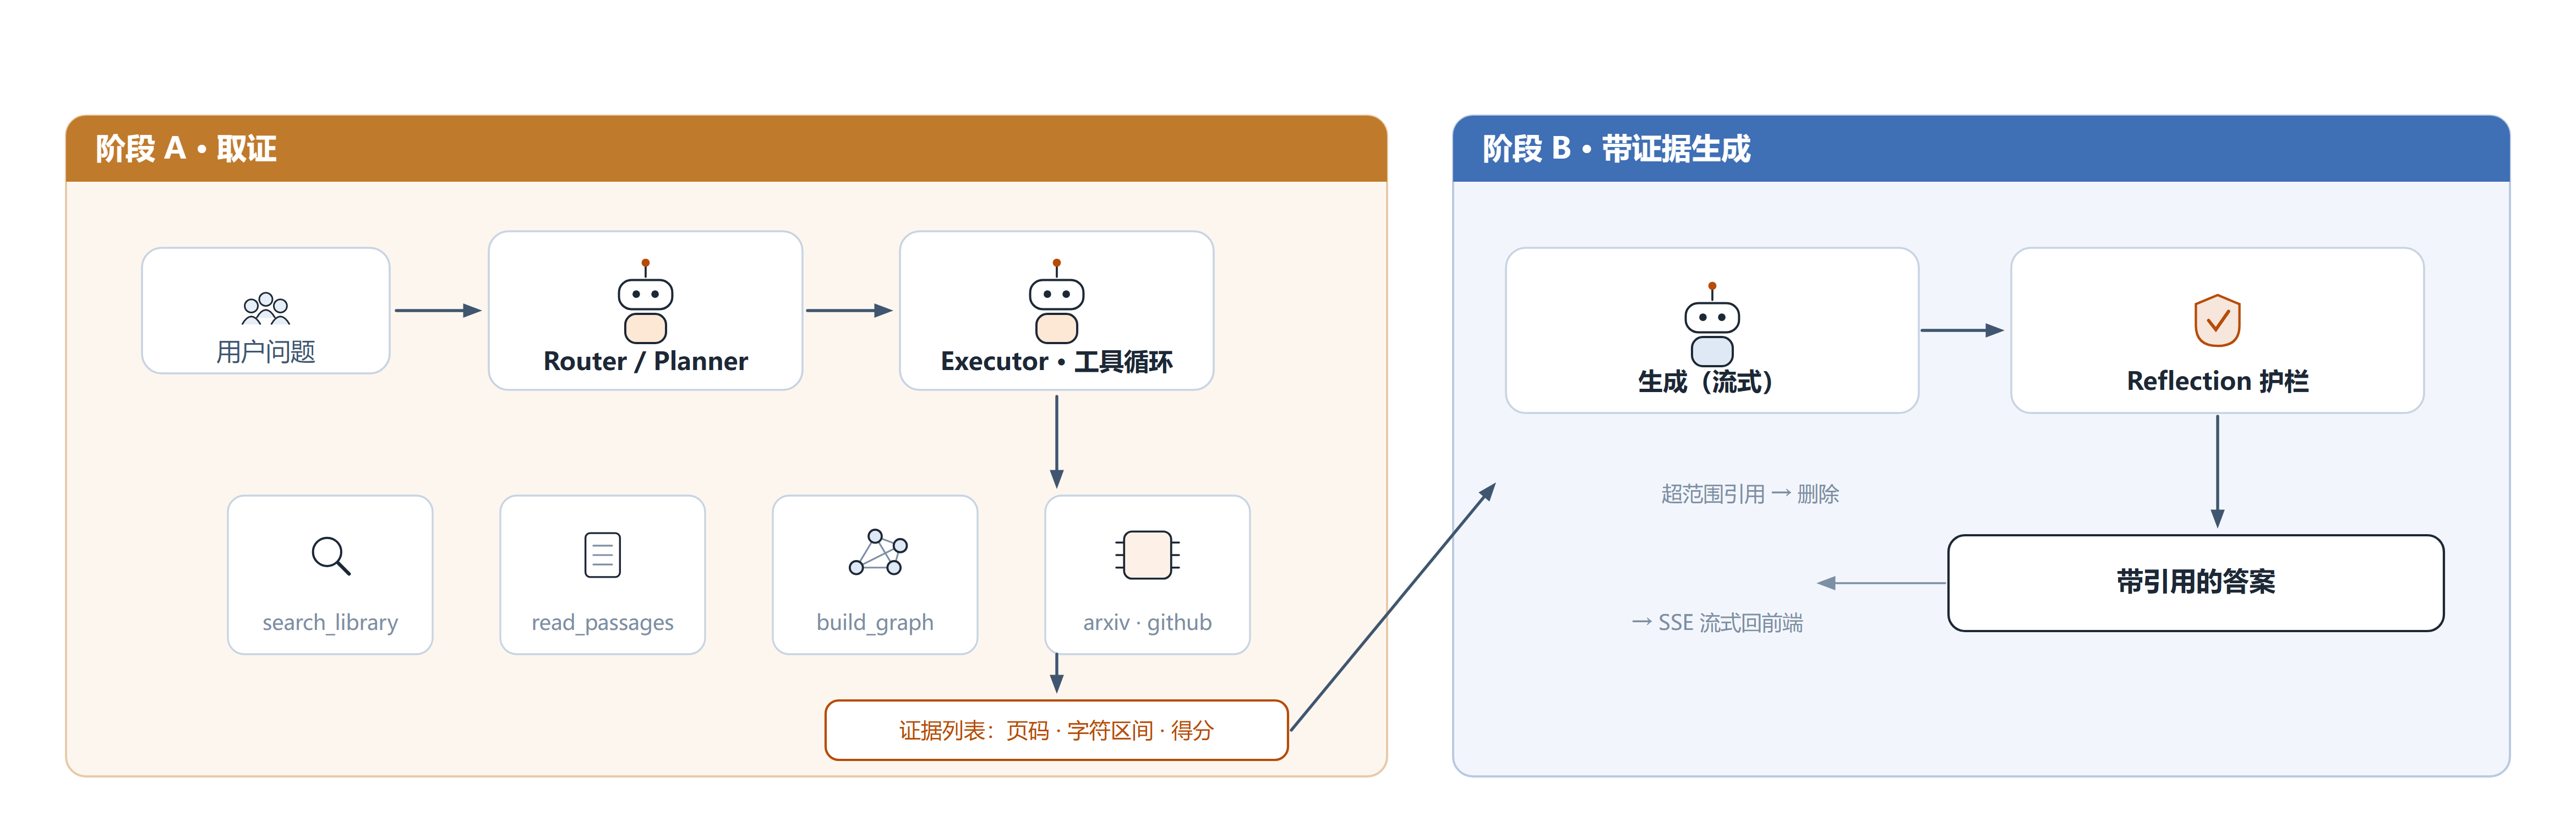 阶段 A · 取证
用户问题
Router / Planner
Executor · 工具循环
search_library
read_passages
build_graph
arxiv · github
证据列表：页码 · 字符区间 · 得分
阶段 B · 带证据生成
生成（流式）
Reflection 护栏
超范围引用 → 删除
带引用的答案
→ SSE 流式回前端